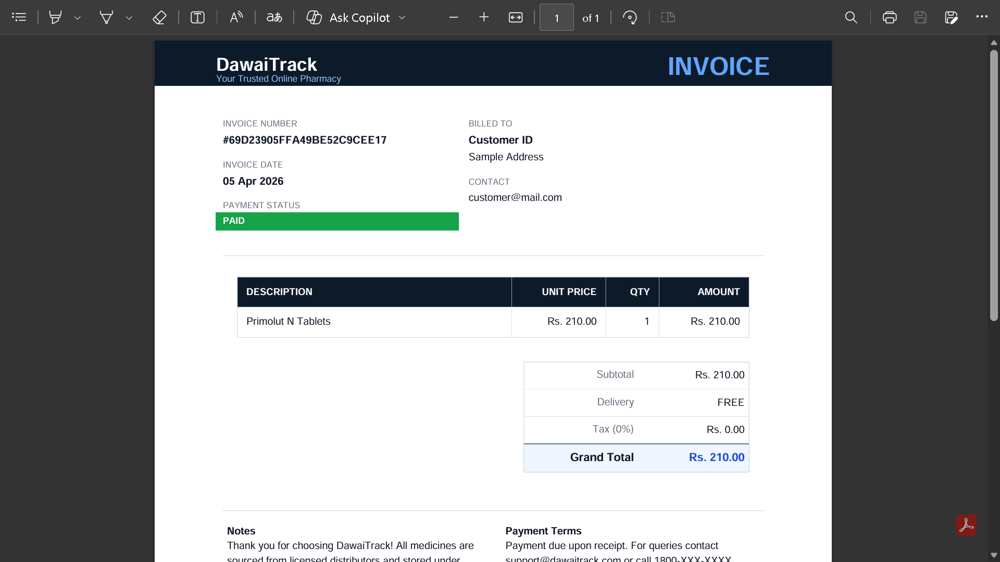 aあ Ask Copilot 1 of 1
DawaiTrack
Your Trusted Online Pharmacy
INVOICE
INVOICE NUMBER
#69D23905FFA49BE52C9CEE17
INVOICE DATE
05 Apr 2026
PAYMENT STATUS
PAID
BILLED TO
Customer ID
Sample Address
CONTACT
customer@mail.com
DESCRIPTION UNIT PRICE QTY AMOUNT
Primolut N Tablets Rs. 210.00 1 Rs. 210.00
Subtotal Rs. 210.00
Delivery FREE
Tax (0%) Rs. 0.00
Grand Total Rs. 210.00
Notes
Thank you for choosing DawaiTrack! All medicines are
sourced from licensed distributors and stored under
Payment Terms
Payment due upon receipt. For queries contact
support@dawaitrack.com or call 1800-XXX-XXXX